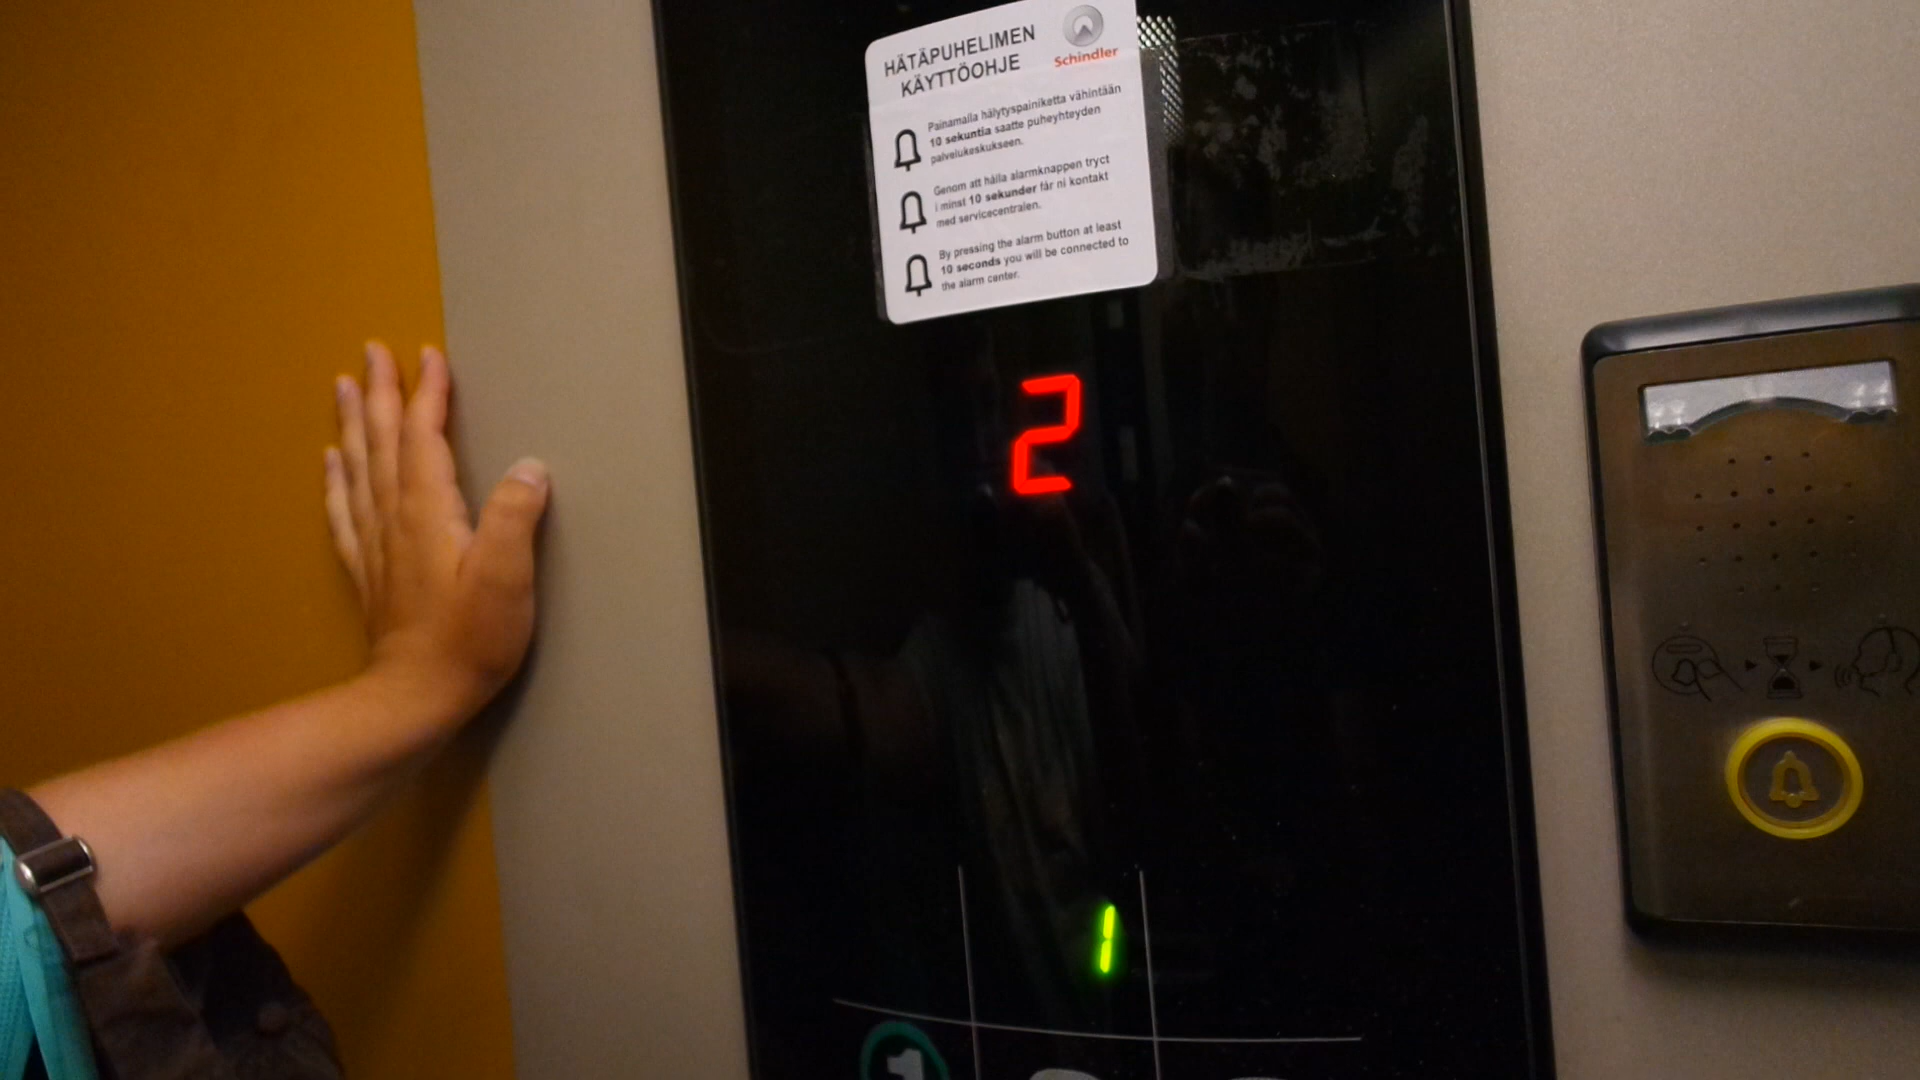 HÄTÄPUHELIMEN
KÄYTTÖOHJE
Schindler
Painamalla hälytyspainiketta vähintään
10 sekuntia saatte puheyhteyden
palvelukeskukseen.
Genom att hålla alarmknappen tryct
i minst 10 sekunder får ni kontakt
med servicecentralen.
By pressing the alarm button at least
10 seconds you will be connected to
the alarm center.
2
1
1